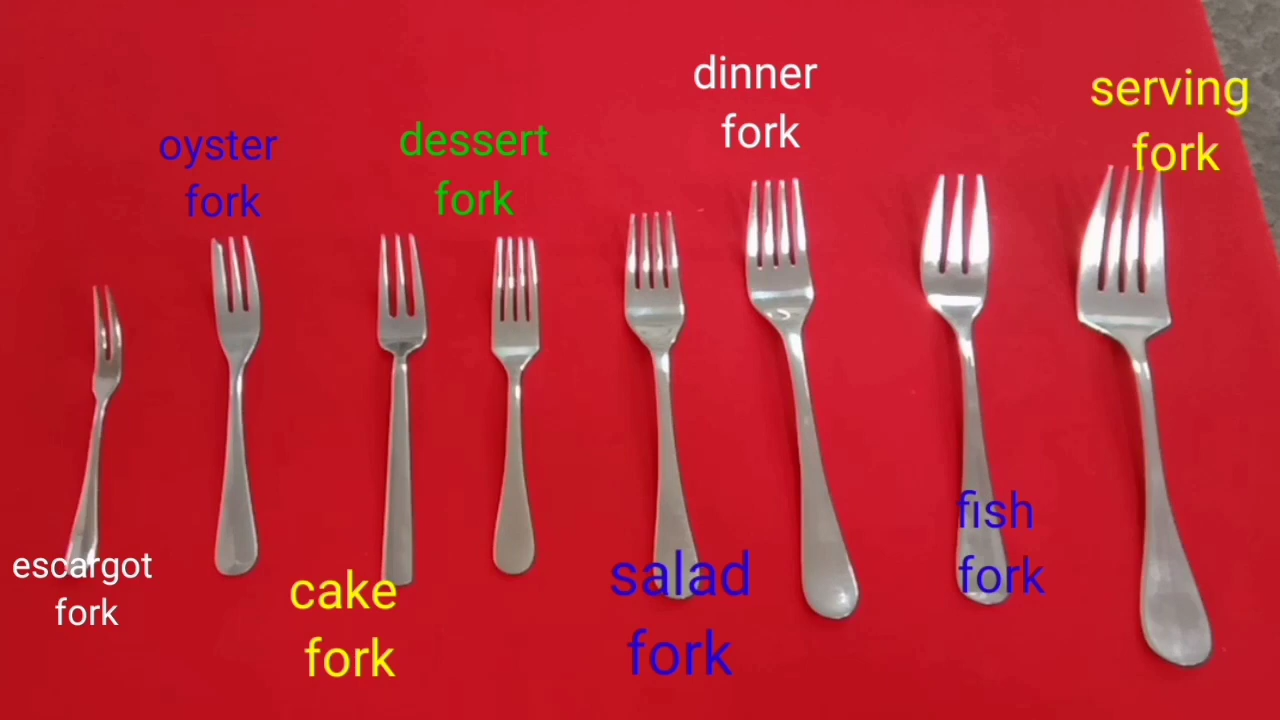 escargot
fork
oyster
fork
cake
fork
dessert
fork
salad
fork
dinner
fork
fish
fork
serving
fork